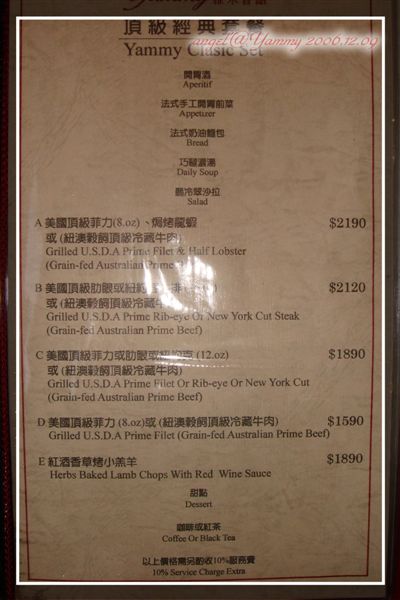 頂級經典套餐
angel@Yammy 2006.12.09
Yammy Clasic Set
開胃酒
Aperitif
法式手工開胃前菜
Appetizer
法式奶油麵包
Bread
巧廚濃湯
Daily Soup
鵝冷翠沙拉
Salad
A 美國頂級菲力(8.oz)、焗烤龍蝦 $2190
或 (紐澳穀飼頂級冷藏牛肉)
Grilled U.S.D.A Prime Filet & Half Lobster
(Grain-fed Australian Prime
B 美國頂級肋眼或紐約 $2120
或 (紐澳穀飼頂級冷藏牛
Grilled U.S.D.A Prime Rib-eye Or New York Cut Steak
(Grain-fed Australian Prime Beef)
C 美國頂級菲力或肋眼或紐約克 (12.oz) $1890
或 (紐澳穀飼頂級冷藏牛肉)
Grilled U.S.D.A Prime Filet Or Rib-eye Or New York Cut
(Grain-fed Australian Prime Beef)
D 美國頂級菲力 (8.oz)或 (紐澳穀飼頂級冷藏牛肉) $1590
Grilled U.S.D.A Prime Filet (Grain-fed Australian Prime Beef)
E 紅酒香草烤小羔羊 $1890
Herbs Baked Lamb Chops With Red Wine Sauce
甜點
Dessert
咖啡或紅茶
Coffee Or Black Tea
以上價格需另酌收10%服務費
10% Service Charge Extra